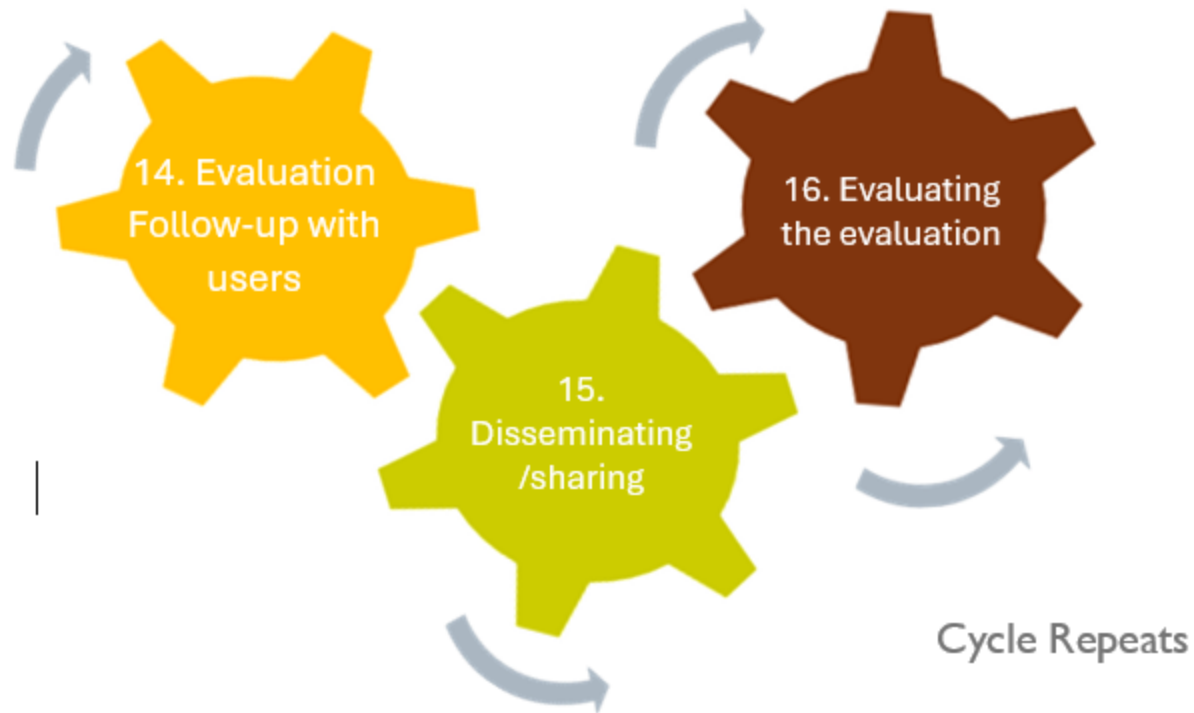 14. Evaluation
Follow-up with
users
15.
Disseminating
/sharing
16. Evaluating
the evaluation
Cycle Repeats